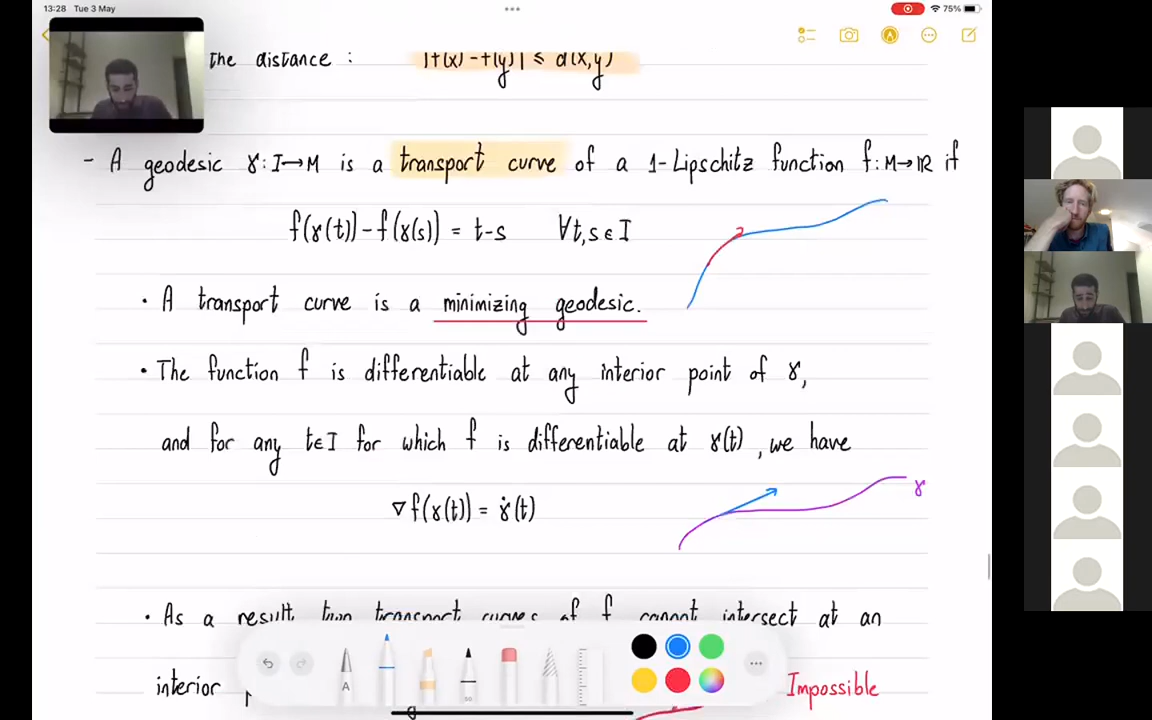 13:28 Tue 3 May
75%
the distance : |f(x)-f(y)| ≤ d(x,y)
- A geodesic γ: I→M is a transport curve of a 1-Lipschitz function f: M→ℝ if
f(γ(t))-f(γ(s)) = t-s ∀t,s∈I
· A transport curve is a minimizing geodesic.
· The function f is differentiable at any interior point of γ,
and for any t∈I for which f is differentiable at γ(t), we have
∇f(γ(t)) = γ̇(t)
γ
· As a result two transport curves of f cannot intersect at an
interior
Impossible
A
50